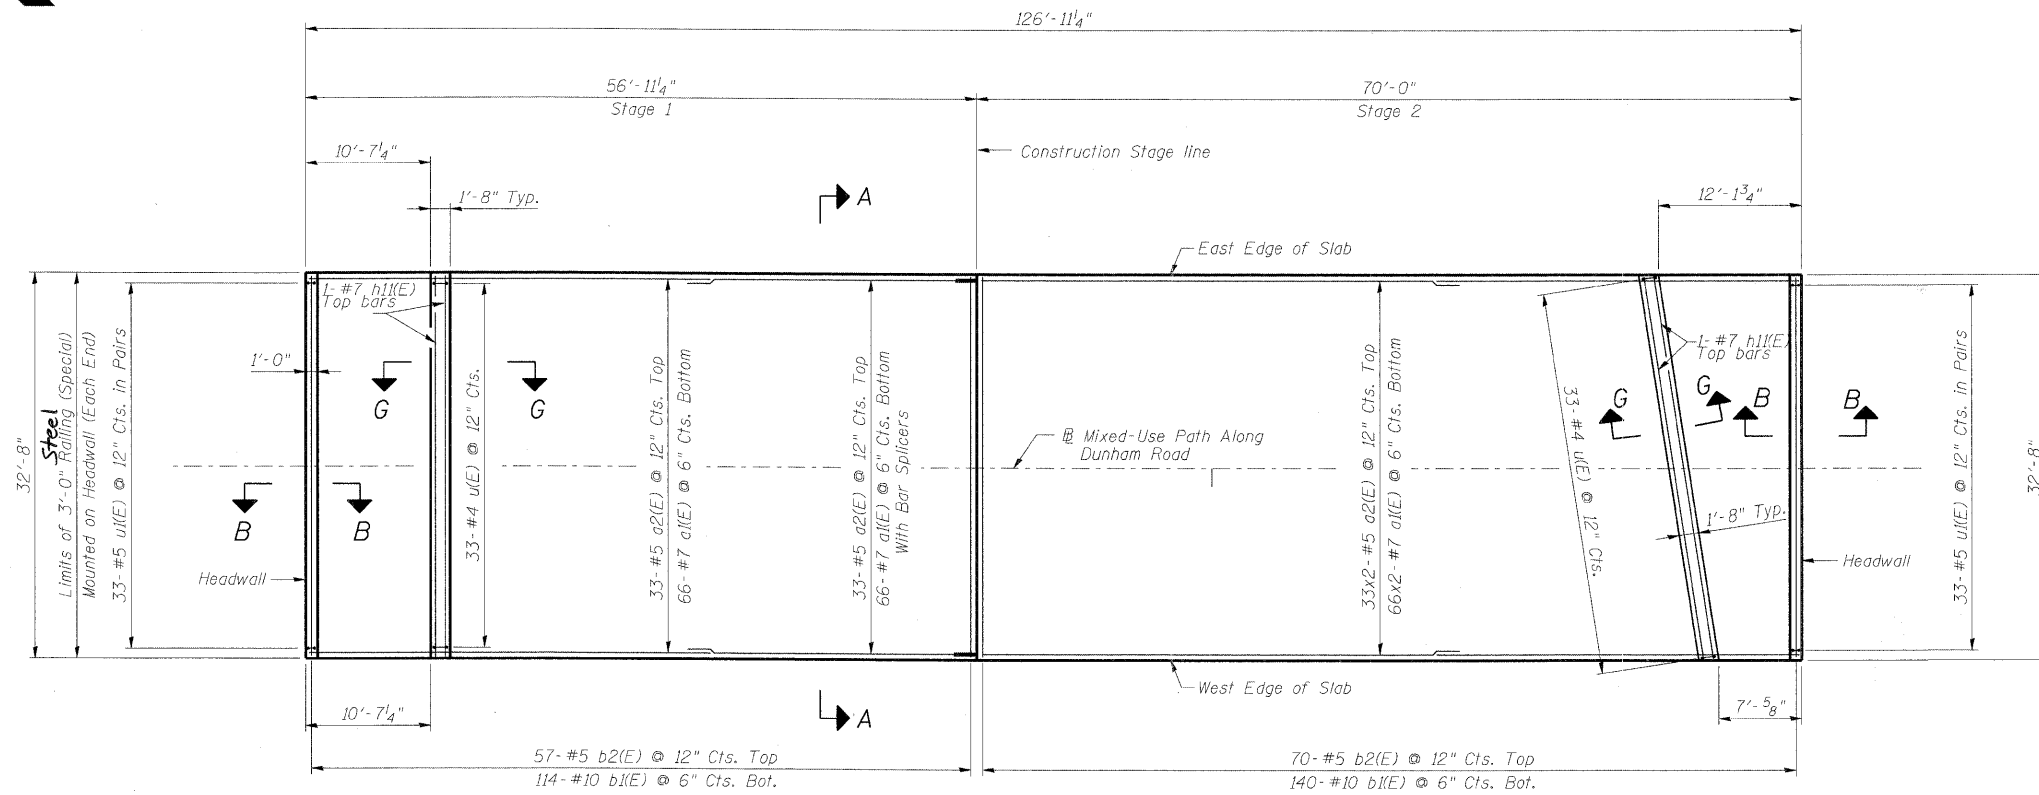 126'-11¼"
56'-11¼"
Stage 1
70'-0"
Stage 2
10'-7¼"
Construction Stage line
1'-8" Typ.
A
12'-1¾"
East Edge of Slab
1- #7 h11(E)
Top bars
1'-0"
G
G
32'-8"
Limits of 3'-0" Steel Railing (Special)
Mounted on Headwall (Each End)
33- #5 u1(E) @ 12" Cts. in Pairs
33- #4 u(E) @ 12" Cts.
33- #5 a2(E) @ 12" Cts. Top
66- #7 a1(E) @ 6" Cts. Bottom
33- #5 a2(E) @ 12" Cts. Top
66- #7 a1(E) @ 6" Cts. Bottom
With Bar Splicers
℄ Mixed-Use Path Along
Dunham Road
33x2- #5 a2(E) @ 12" Cts. Top
66x2- #7 a1(E) @ 6" Cts. Bottom
33- #4 u(E) @ 12" Cts.
1- #7 h11(E)
Top bars
G
G
B
B
1'-8" Typ.
33- #5 u1(E) @ 12" Cts. in Pairs
32'-8"
B
B
Headwall
Headwall
West Edge of Slab
A
10'-7¼"
7'-⅝"
57- #5 b2(E) @ 12" Cts. Top
114- #10 b1(E) @ 6" Cts. Bot.
70- #5 b2(E) @ 12" Cts. Top
140- #10 b1(E) @ 6" Cts. Bot.